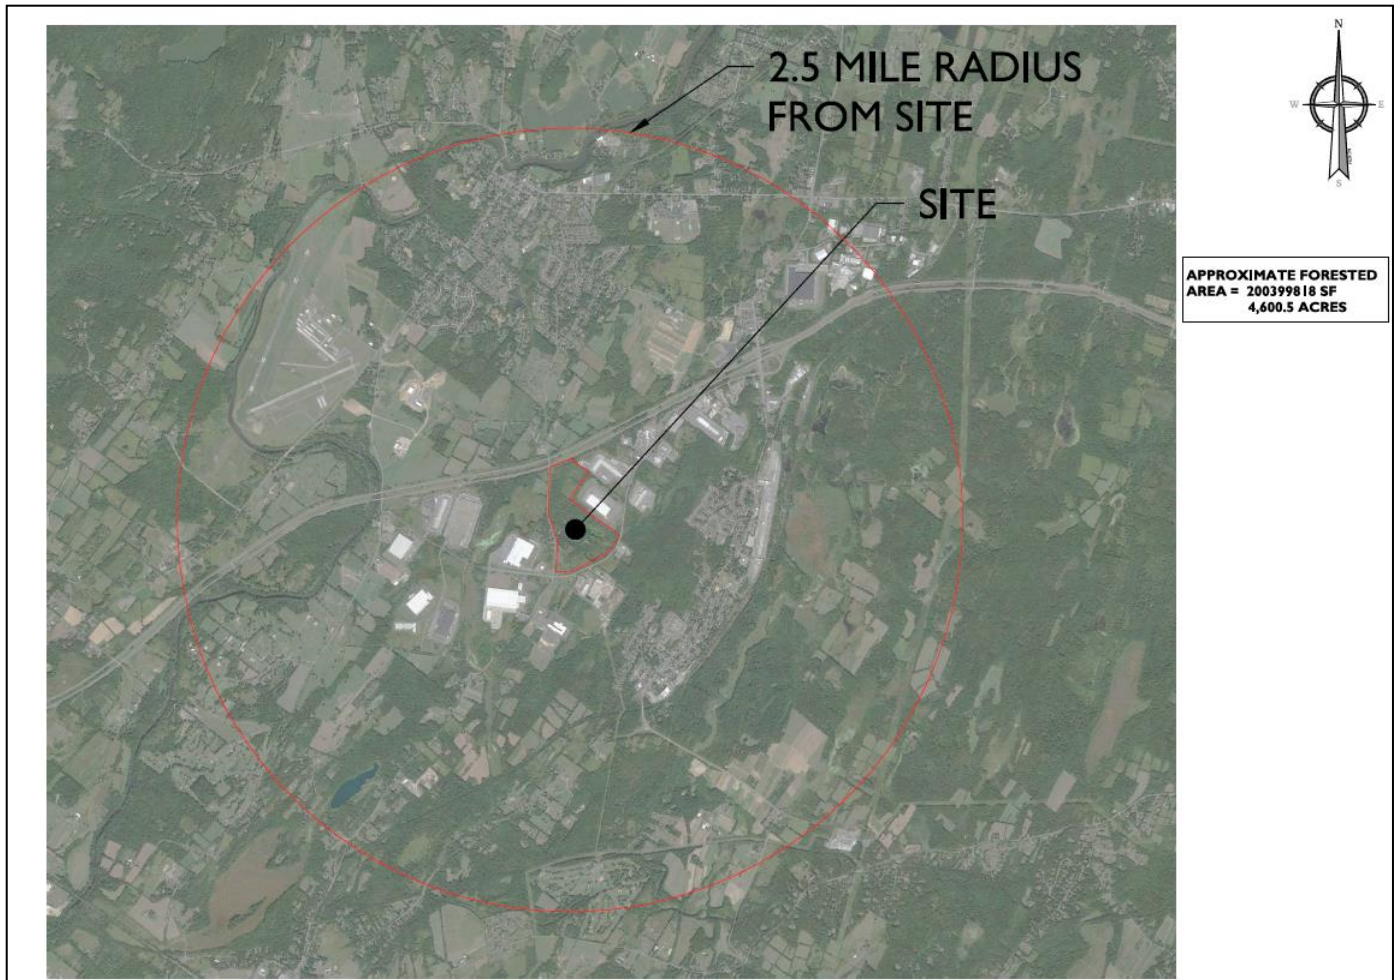 2.5 MILE RADIUS
FROM SITE
SITE
N
W
E
S
APPROXIMATE FORESTED
AREA = 200399818 SF
4,600.5 ACRES